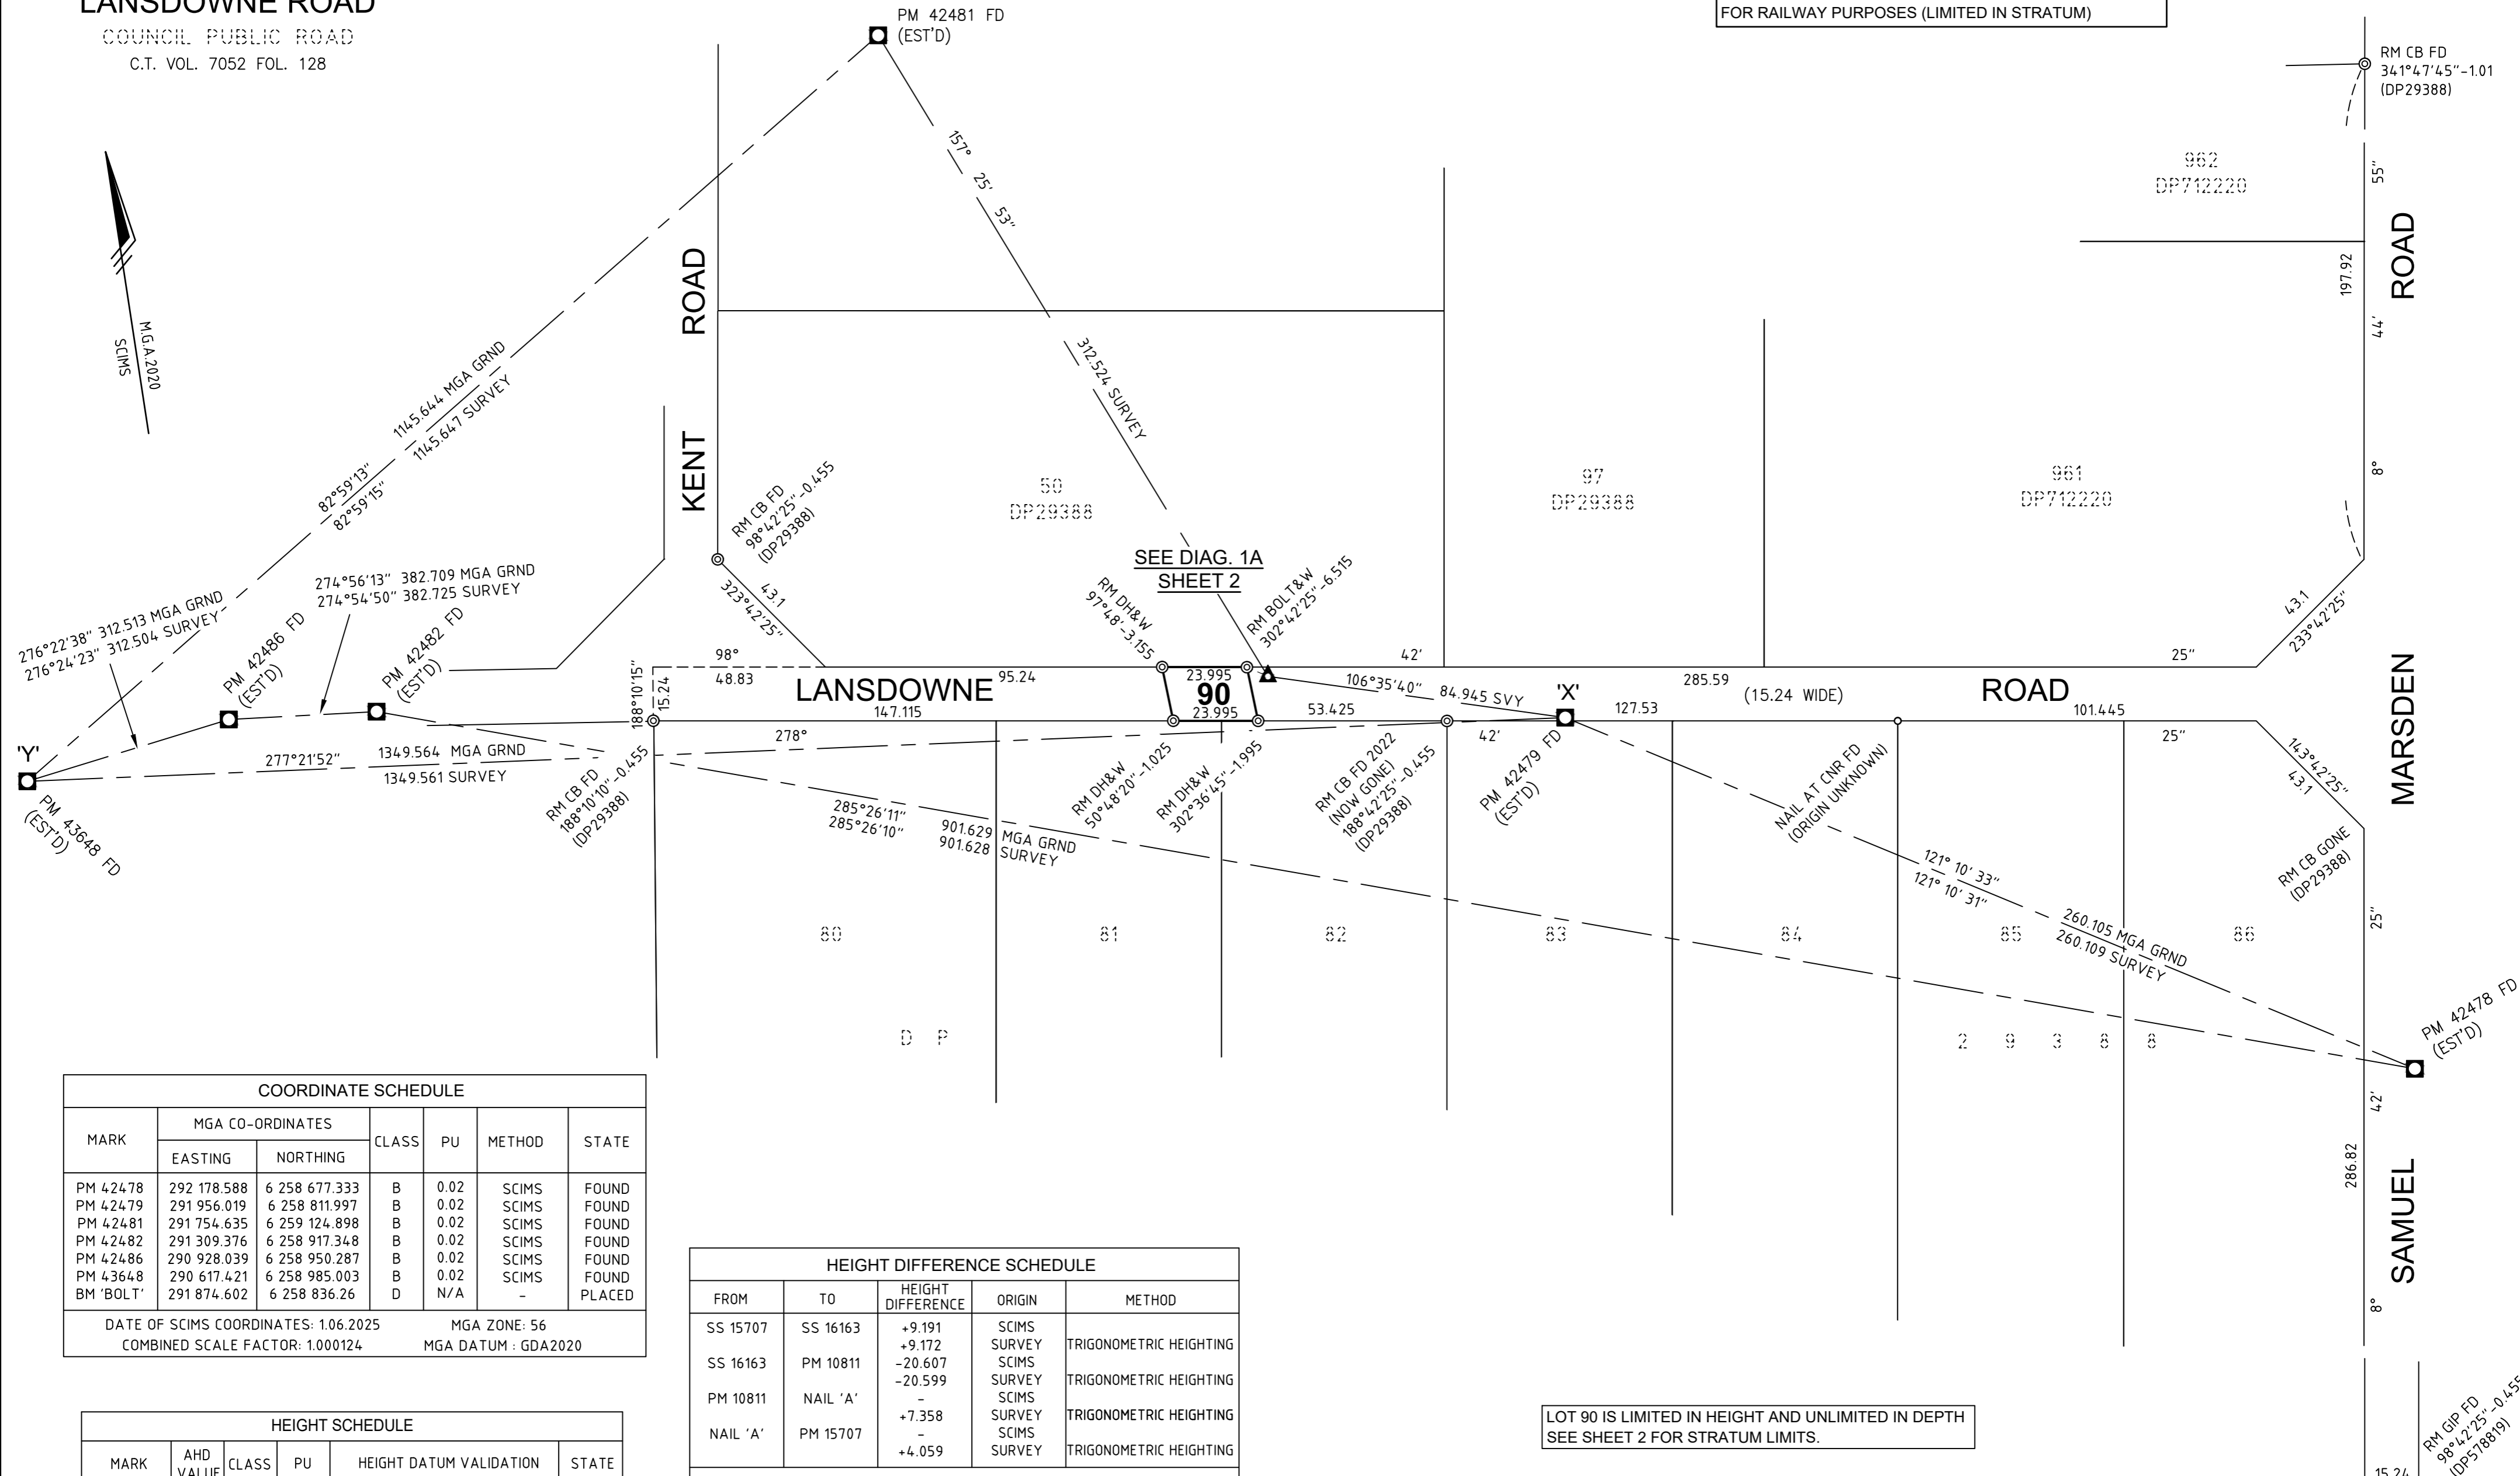 LANSDOWNE ROAD
COUNCIL PUBLIC ROAD
C.T. VOL. 7052 FOL. 128
PM 42481 FD
(EST'D)
FOR RAILWAY PURPOSES (LIMITED IN STRATUM)
RM CB FD
341°47'45"-1.01
(DP29388)
M.G.A.2020
SCIMS
157°
25'
53"
312.524 SURVEY
1145.644 MGA GRND
1145.647 SURVEY
82°59'13"
82°59'15"
KENT ROAD
962
DP712220
55"
197.92
44'
8°
ROAD
50
DP29388
97
DP29388
961
DP712220
RM CB FD
98°42'25"-0.455
(DP29388)
43.1
323°42'25"
SEE DIAG. 1A
SHEET 2
RM DH&W
97°48'-3.155
RM BOLT&W
302°42'25"-6.515
43.1
233°42'25"
274°56'13" 382.709 MGA GRND
274°54'50" 382.725 SURVEY
276°22'38" 312.513 MGA GRND
276°24'23" 312.504 SURVEY
PM 42486 FD
(EST'D)
PM 42482 FD
(EST'D)
98°
48.83
188°10'15"
15.24
95.24
23.995
42'
285.59
25"
LANSDOWNE
90
106°35'40" 84.945 SVY
'X'
(15.24 WIDE)
ROAD
147.115
23.995
53.425
127.53
101.445
278°
42'
25"
'Y'
277°21'52"
1349.564 MGA GRND
1349.561 SURVEY
PM 43648 FD
(EST'D)
RM CB FD
188°10'10"-0.455
(DP29388)
RM DH&W
50°48'20"-1.025
RM DH&W
302°36'45"-1.995
RM CB FD 2022
(NOW GONE)
188°42'25"-0.455
(DP29388)
PM 42479 FD
(EST'D)
NAIL AT CNR FD
(ORIGIN UNKNOWN)
143°42'25"
43.1
MARSDEN
RM CB GONE
(DP29388)
285°26'11"
285°26'10"
901.629 MGA GRND
901.628 SURVEY
121° 10' 33"
121° 10' 31"
260.105 MGA GRND
260.109 SURVEY
80
81
82
83
84
85
86
D P
2 9 3 8 8
25"
42'
286.82
8°
SAMUEL
PM 42478 FD
(EST'D)
COORDINATE SCHEDULE
MARK MGA CO-ORDINATES CLASS PU METHOD STATE
EASTING NORTHING
PM 42478 292 178.588 6 258 677.333 B 0.02 SCIMS FOUND
PM 42479 291 956.019 6 258 811.997 B 0.02 SCIMS FOUND
PM 42481 291 754.635 6 259 124.898 B 0.02 SCIMS FOUND
PM 42482 291 309.376 6 258 917.348 B 0.02 SCIMS FOUND
PM 42486 290 928.039 6 258 950.287 B 0.02 SCIMS FOUND
PM 43648 290 617.421 6 258 985.003 B 0.02 SCIMS FOUND
BM 'BOLT' 291 874.602 6 258 836.26 D N/A - PLACED
DATE OF SCIMS COORDINATES: 1.06.2025 MGA ZONE: 56
COMBINED SCALE FACTOR: 1.000124 MGA DATUM : GDA2020
HEIGHT DIFFERENCE SCHEDULE
FROM TO HEIGHT DIFFERENCE ORIGIN METHOD
SS 15707 SS 16163 +9.191 SCIMS
+9.172 SURVEY TRIGONOMETRIC HEIGHTING
SS 16163 PM 10811 -20.607 SCIMS
-20.599 SURVEY TRIGONOMETRIC HEIGHTING
PM 10811 NAIL 'A' - SCIMS
+7.358 SURVEY TRIGONOMETRIC HEIGHTING
NAIL 'A' PM 15707 - SCIMS
+4.059 SURVEY TRIGONOMETRIC HEIGHTING
HEIGHT SCHEDULE
MARK AHD VALUE CLASS PU HEIGHT DATUM VALIDATION STATE
LOT 90 IS LIMITED IN HEIGHT AND UNLIMITED IN DEPTH
SEE SHEET 2 FOR STRATUM LIMITS.
RM GIP FD
98°42'25"-0.455
(DP578819)
15.24